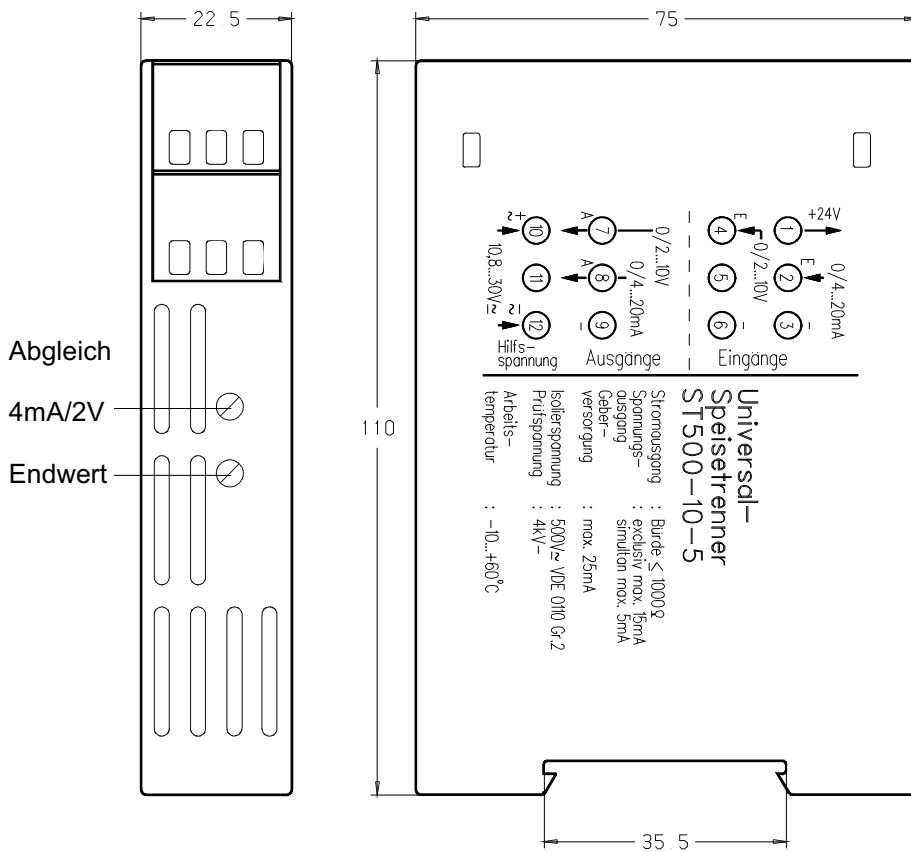 22.5
75
110
35.5
Abgleich
4mA/2V
Endwert
+24V
1
2
3
4
5
6
7
8
9
10
11
12
E
E
0/4...20mA
0/2...10V
-
-
Eingänge
A
A
0/2...10V
0/4...20mA
-
Ausgänge
10,8...30V≂
Hilfs-
spannung
Universal-
Speisetrenner
ST500-10-5
Stromausgang : Bürde ≤ 1000Ω
Spannungs- : exclusiv max. 15mA
ausgang simultan max. 5mA
Geber-
versorgung : max. 25mA
Isolierspannung : 500V≂ VDE 0110 Gr.2
Prüfspannung : 4kV-
Arbeits-
temperatur : -10...+60°C